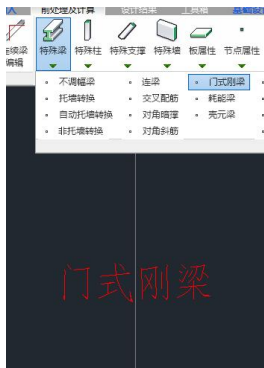 前处理及计算 设计结果 工具箱
连续梁编辑 特殊梁 特殊柱 特殊支撑 特殊墙 板属性 节点属性
不调幅梁 连梁 门式刚梁
托墙转换 交叉配筋 耗能梁
自动托墙转换 对角暗撑 壳元梁
非托墙转换 对角斜筋
门式刚梁